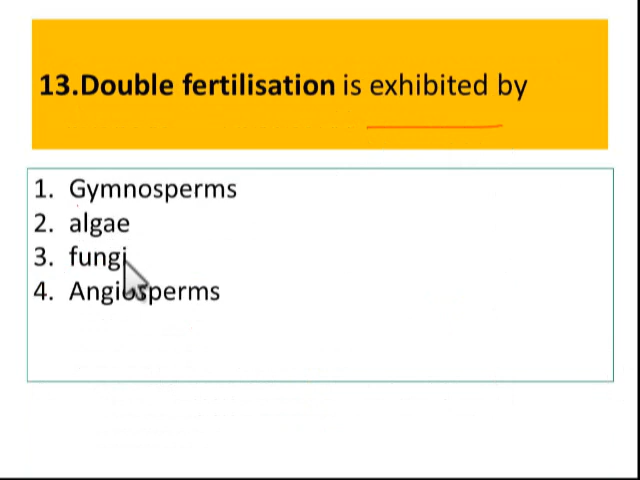 13.Double fertilisation is exhibited by
1. Gymnosperms
2. algae
3. fungi
4. Angiosperms